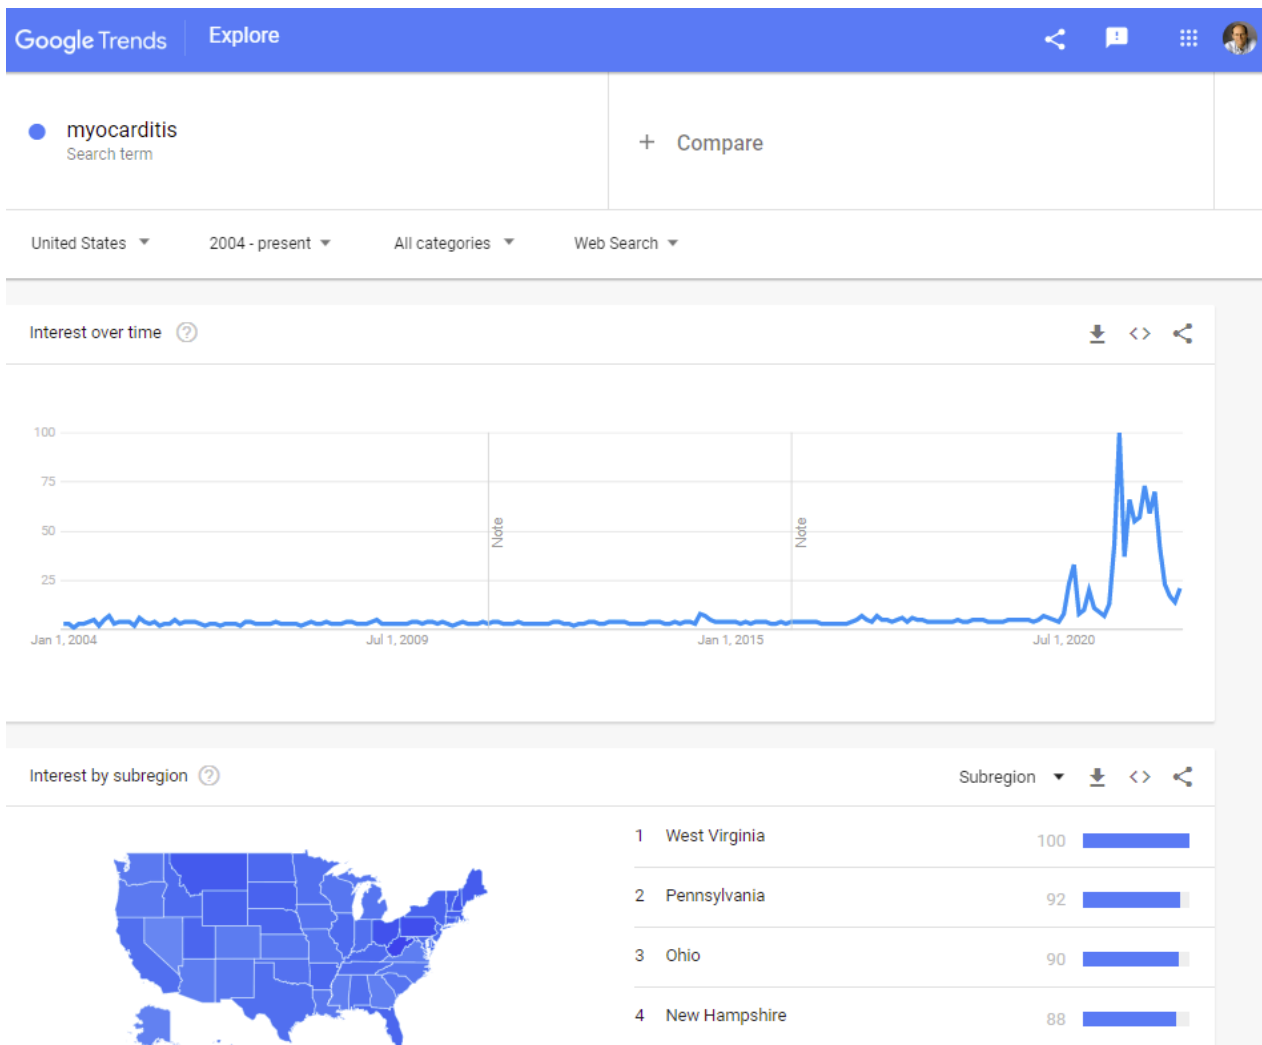 Google Trends Explore
myocarditis
Search term
+ Compare
United States 2004 - present All categories Web Search
Interest over time ?
100
75
50
25
Note
Note
Jan 1, 2004 Jul 1, 2009 Jan 1, 2015 Jul 1, 2020
Interest by subregion ? Subregion
1 West Virginia 100
2 Pennsylvania 92
3 Ohio 90
4 New Hampshire 88